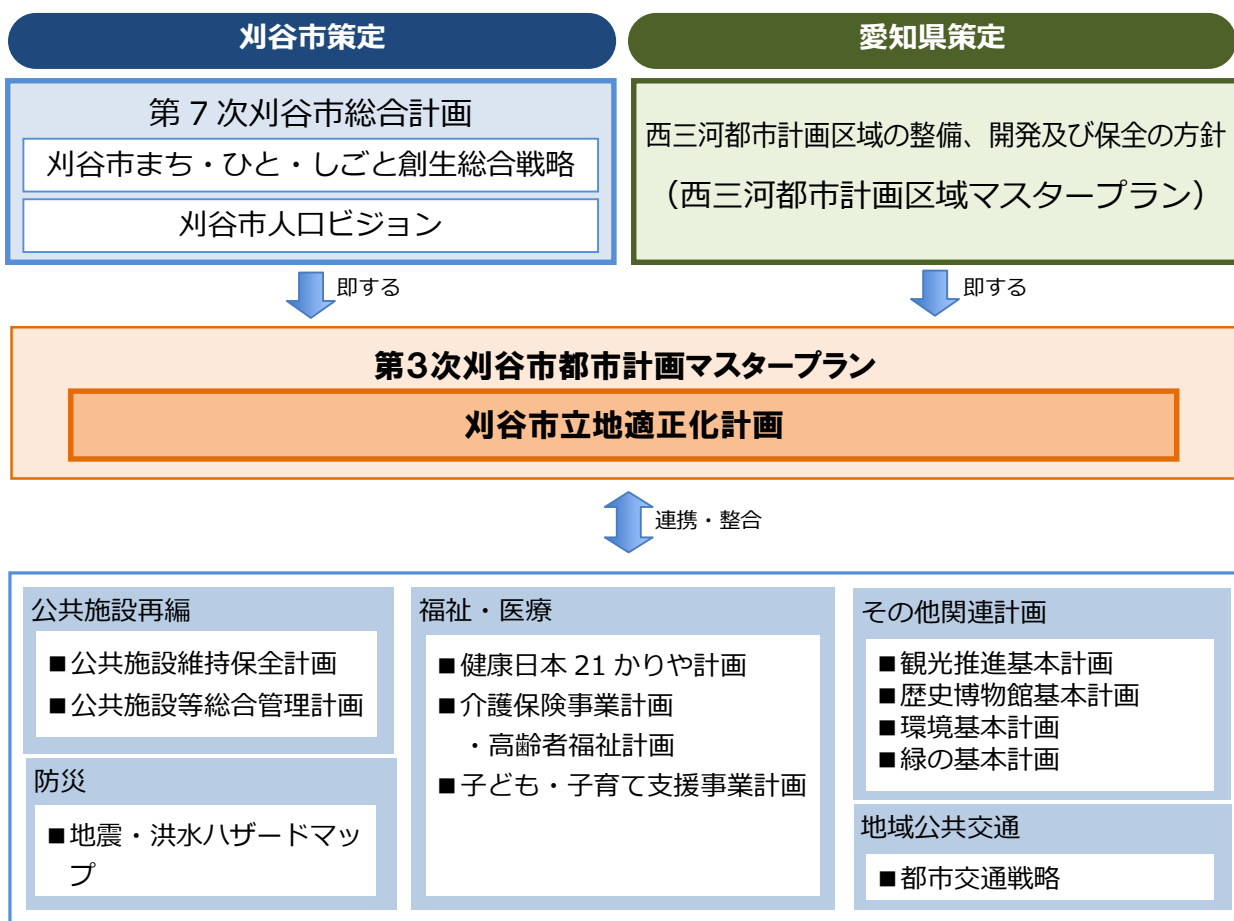 刈谷市策定
愛知県策定
第7次刈谷市総合計画
刈谷市まち・ひと・しごと創生総合戦略
刈谷市人口ビジョン
西三河都市計画区域の整備、開発及び保全の方針
（西三河都市計画区域マスタープラン）
即する
即する
第3次刈谷市都市計画マスタープラン
刈谷市立地適正化計画
連携・整合
公共施設再編
■公共施設維持保全計画
■公共施設等総合管理計画
防災
■地震・洪水ハザードマッ
プ
福祉・医療
■健康日本 21 かりや計画
■介護保険事業計画
・高齢者福祉計画
■子ども・子育て支援事業計画
その他関連計画
■観光推進基本計画
■歴史博物館基本計画
■環境基本計画
■緑の基本計画
地域公共交通
■都市交通戦略